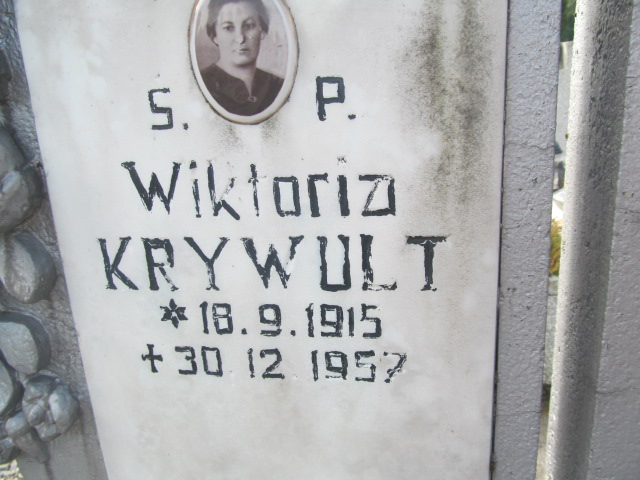 S. P.
Wiktoria
KRYWULT
* 18.9.1915
+ 30.12.1957